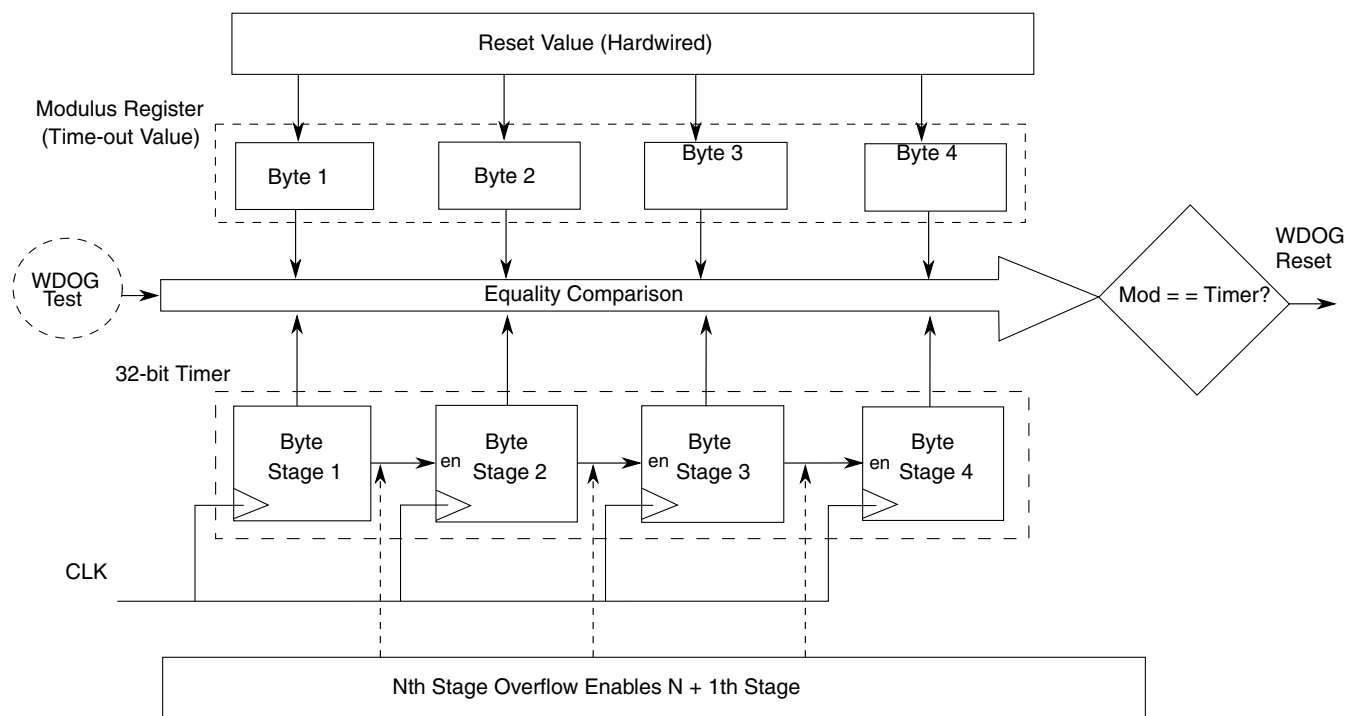 Reset Value (Hardwired)
Modulus Register
(Time-out Value)
Byte 1
Byte 2
Byte 3
Byte 4
WDOG
Test
Equality Comparison
Mod = = Timer?
WDOG
Reset
32-bit Timer
Byte
Stage 1
en
Byte
Stage 2
en
Byte
Stage 3
en
Byte
Stage 4
CLK
Nth Stage Overflow Enables N + 1th Stage